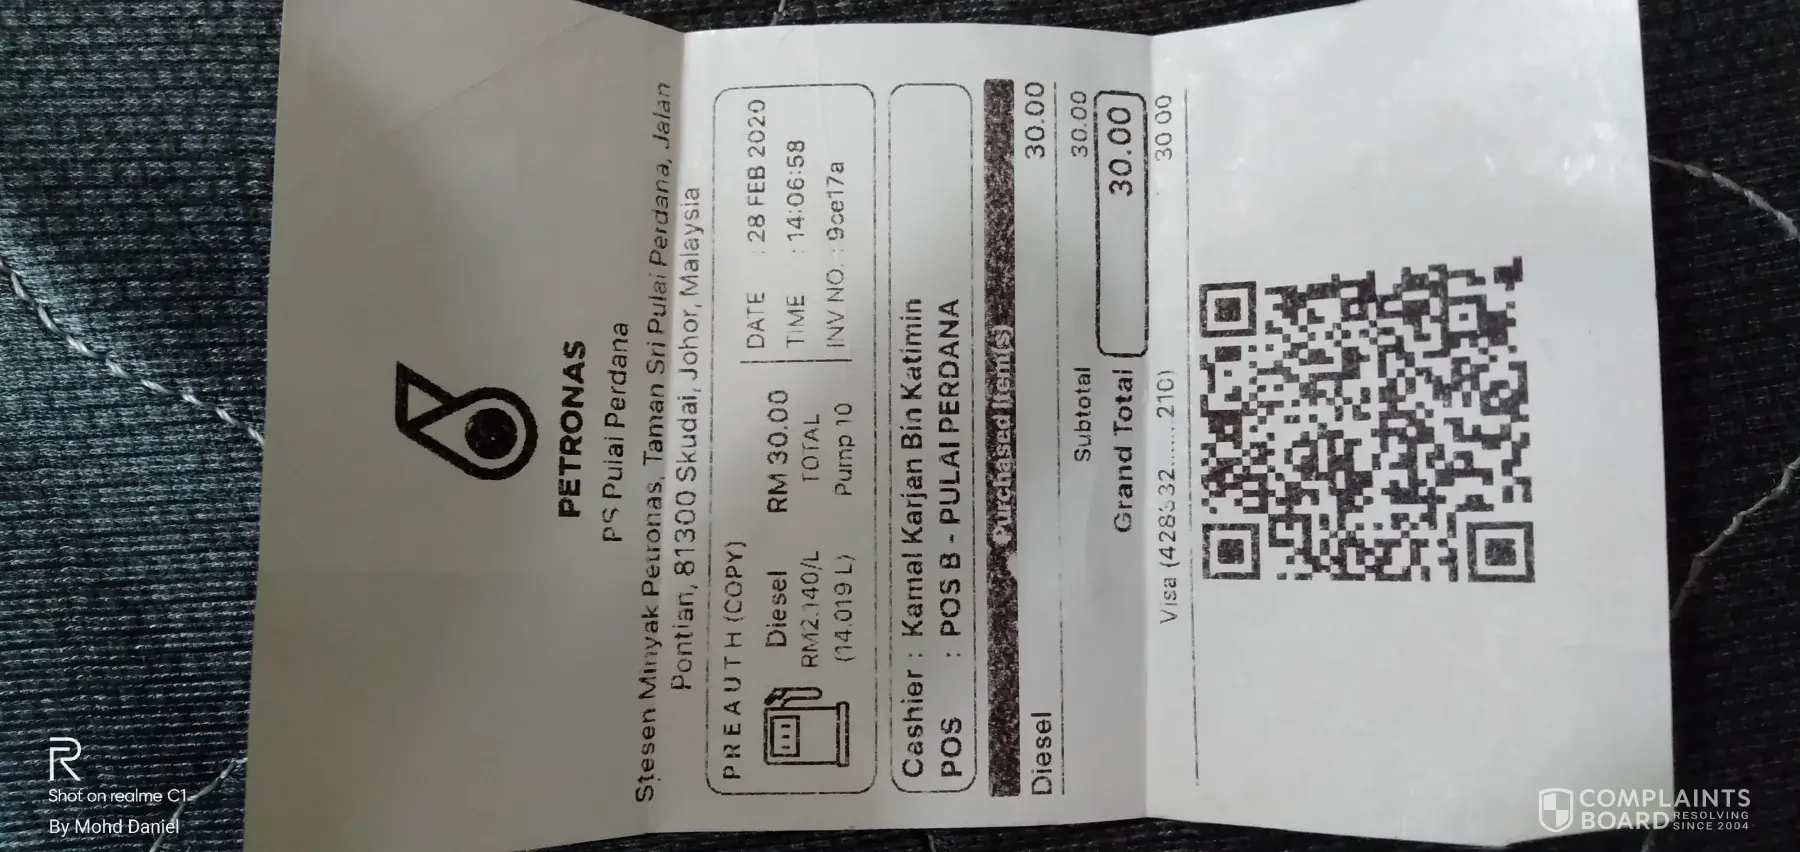 PETRONAS
PS Pulai Perdana
Stesen Minyak Petronas, Taman Sri Pulai Perdana, Jalan
Pontian, 81300 Skudai, Johor, Malaysia
PREAUTH (COPY)
Diesel RM 30.00
RM2.140/L TOTAL
(14.019 L) Pump 10
DATE : 28 FEB 2020
TIME : 14:06:58
INV NO. : 9ce17a
Cashier : Kamal Karjan Bin Katimin
POS : POS B - PULAI PERDANA
Purchased Item(s)
Diesel 30.00
Subtotal 30.00
Grand Total 30.00
Visa (428332......210) 30.00
Shot on realme C1
By Mohd Daniel
COMPLAINTS
BOARD RESOLVING
SINCE 2004